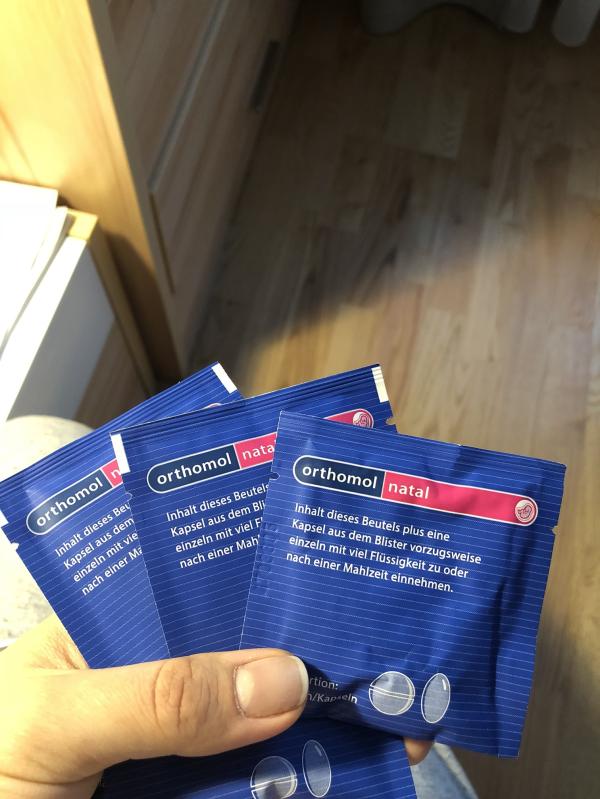 orthomol
Inhalt dieses
Kapsel aus dem
einzeln mit
nach einer
orthomol natal
Inhalt dieses Beutels
Kapsel aus dem
einzeln mit viel
nach einer
orthomol natal
Inhalt dieses Beutels plus eine
Kapsel aus dem Blister vorzugsweise
einzeln mit viel Flüssigkeit zu oder
nach einer Mahlzeit einnehmen.